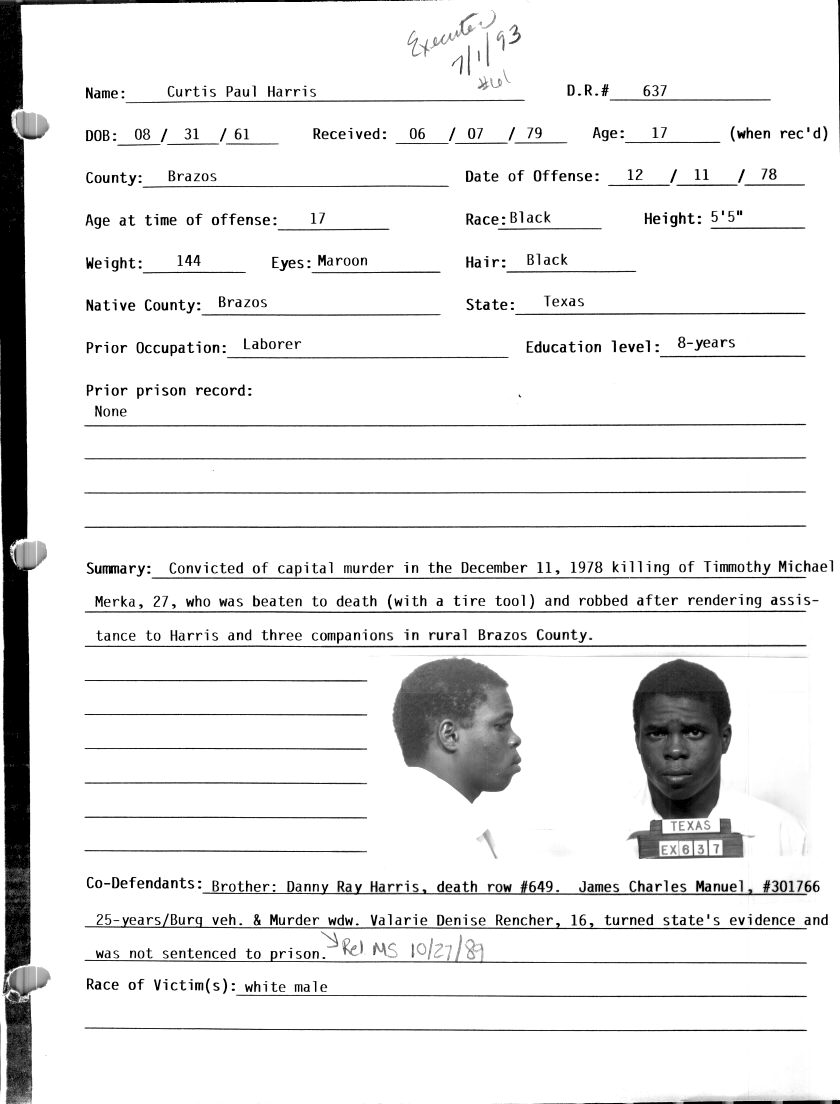 Executed
7/1/93
#61
Name: Curtis Paul Harris D.R.# 637
DOB: 08 / 31 / 61 Received: 06 / 07 / 79 Age: 17 (when rec'd)
County: Brazos Date of Offense: 12 / 11 / 78
Age at time of offense: 17 Race: Black Height: 5'5"
Weight: 144 Eyes: Maroon Hair: Black
Native County: Brazos State: Texas
Prior Occupation: Laborer Education level: 8-years
Prior prison record:
None
Summary: Convicted of capital murder in the December 11, 1978 killing of Timmothy Michael
Merka, 27, who was beaten to death (with a tire tool) and robbed after rendering assis-
tance to Harris and three companions in rural Brazos County.
TEXAS
EX 6 3 7
Co-Defendants: Brother: Danny Ray Harris, death row #649. James Charles Manuel, #301766
25-years/Burg veh. & Murder wdw. Valarie Denise Rencher, 16, turned state's evidence and
was not sentenced to prison. Rel MS 10/27/89
Race of Victim(s): white male